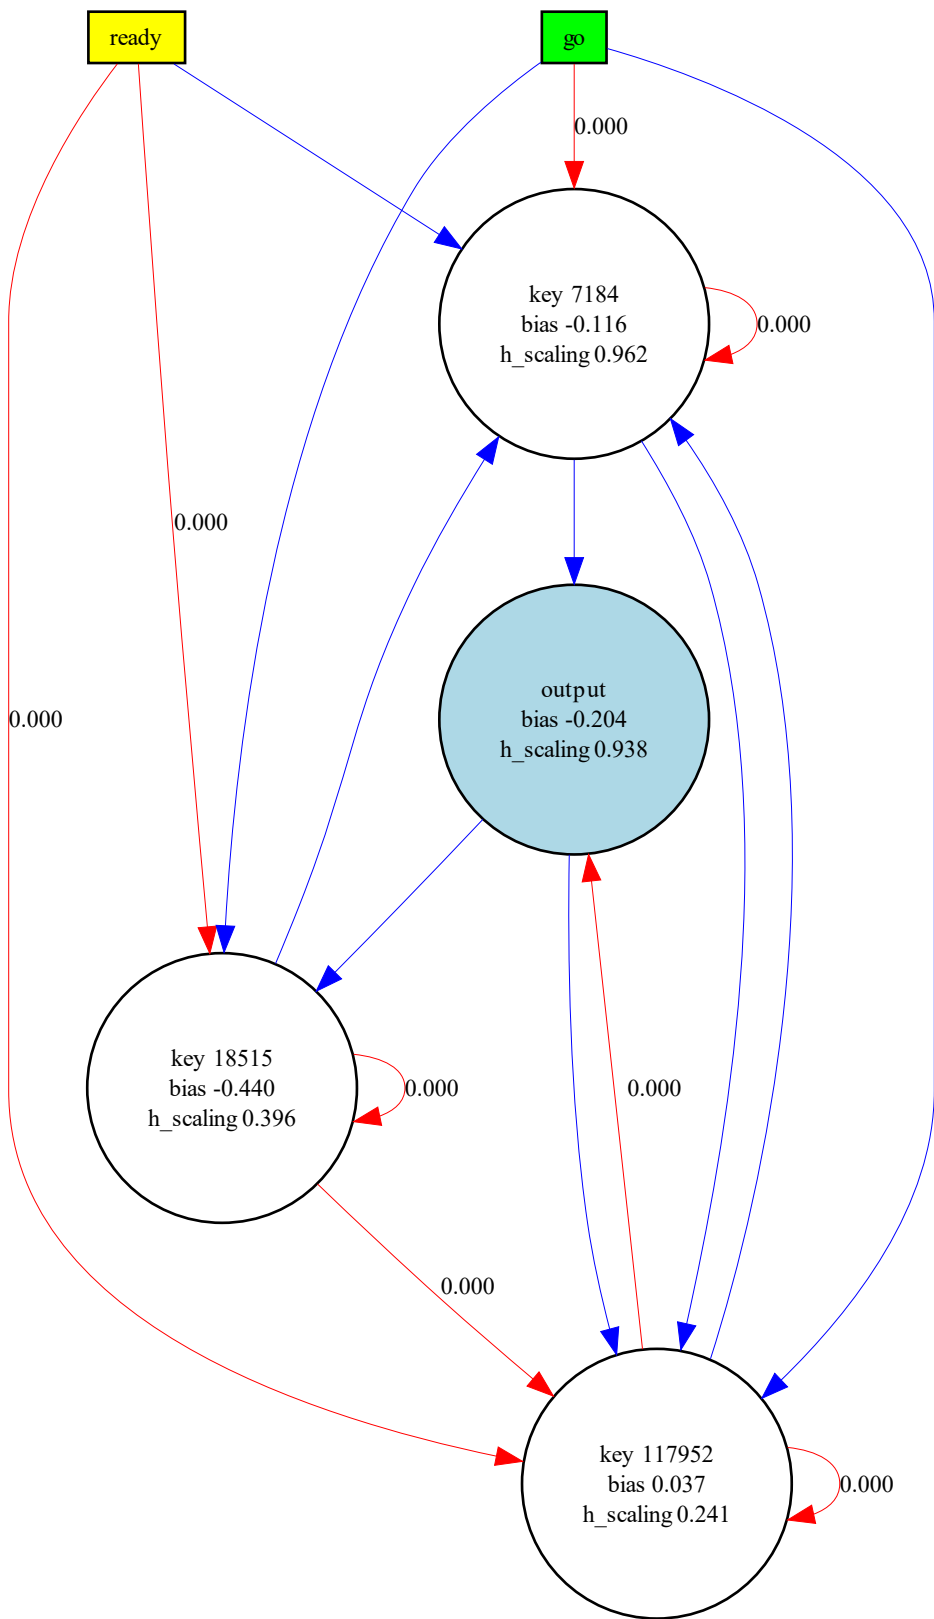 ready
go
0.000
key 7184
bias -0.116
h_scaling 0.962
0.000
0.000
output
bias -0.204
h_scaling 0.938
0.000
key 18515
bias -0.440
h_scaling 0.396
0.000
0.000
0.000
key 117952
bias 0.037
h_scaling 0.241
0.000